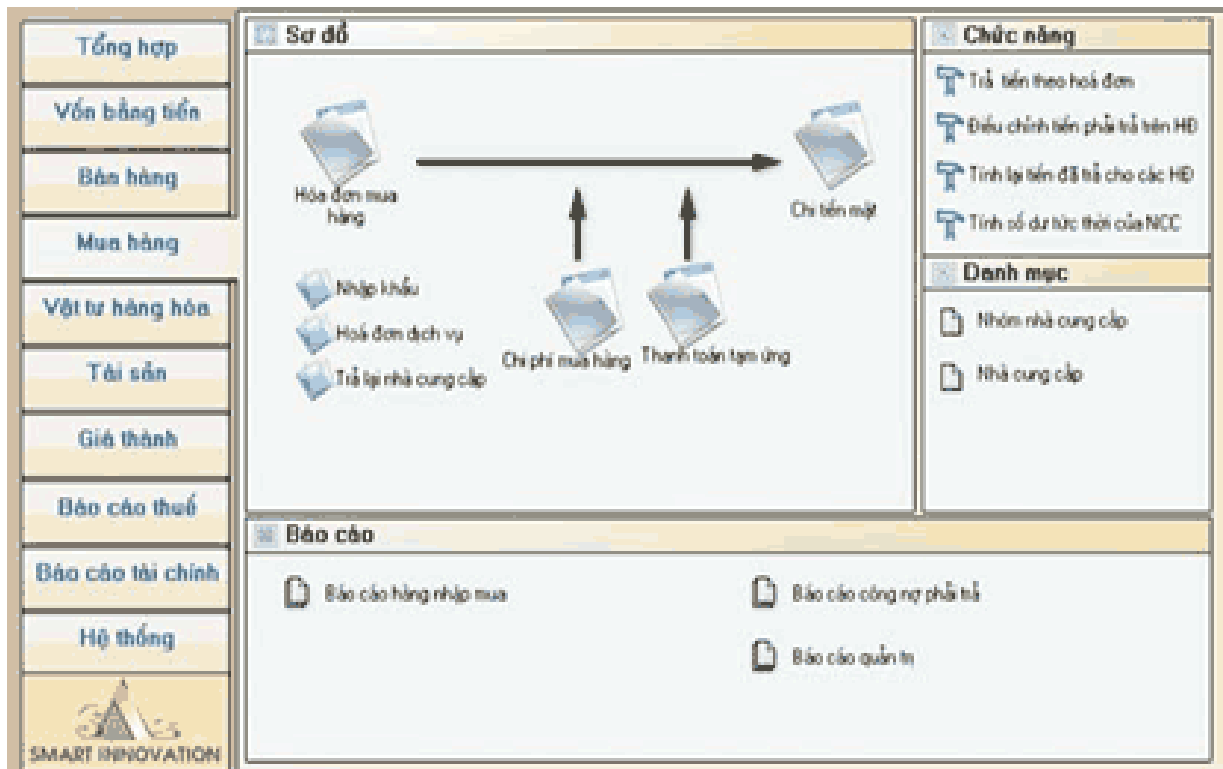 Tổng hợp
Vốn bằng tiền
Bán hàng
Mua hàng
Vật tư hàng hóa
Tài sản
Giá thành
Báo cáo thuế
Báo cáo tài chính
Hệ thống
SMART INNOVATION
Sơ đồ
Hóa đơn mua
hàng
Chi tiền mặt
Nhập khẩu
Hoá đơn dịch vụ
Trả lại nhà cung cấp
Chi phí mua hàng
Thanh toán tạm ứng
Chức năng
Trả tiền theo hoá đơn
Điều chỉnh tiền phải trả trên HĐ
Tính lại tiền đã trả cho các HĐ
Tính số dư tức thời của NCC
Danh mục
Nhóm nhà cung cấp
Nhà cung cấp
Báo cáo
Báo cáo hàng nhập mua
Báo cáo công nợ phải trả
Báo cáo quản trị